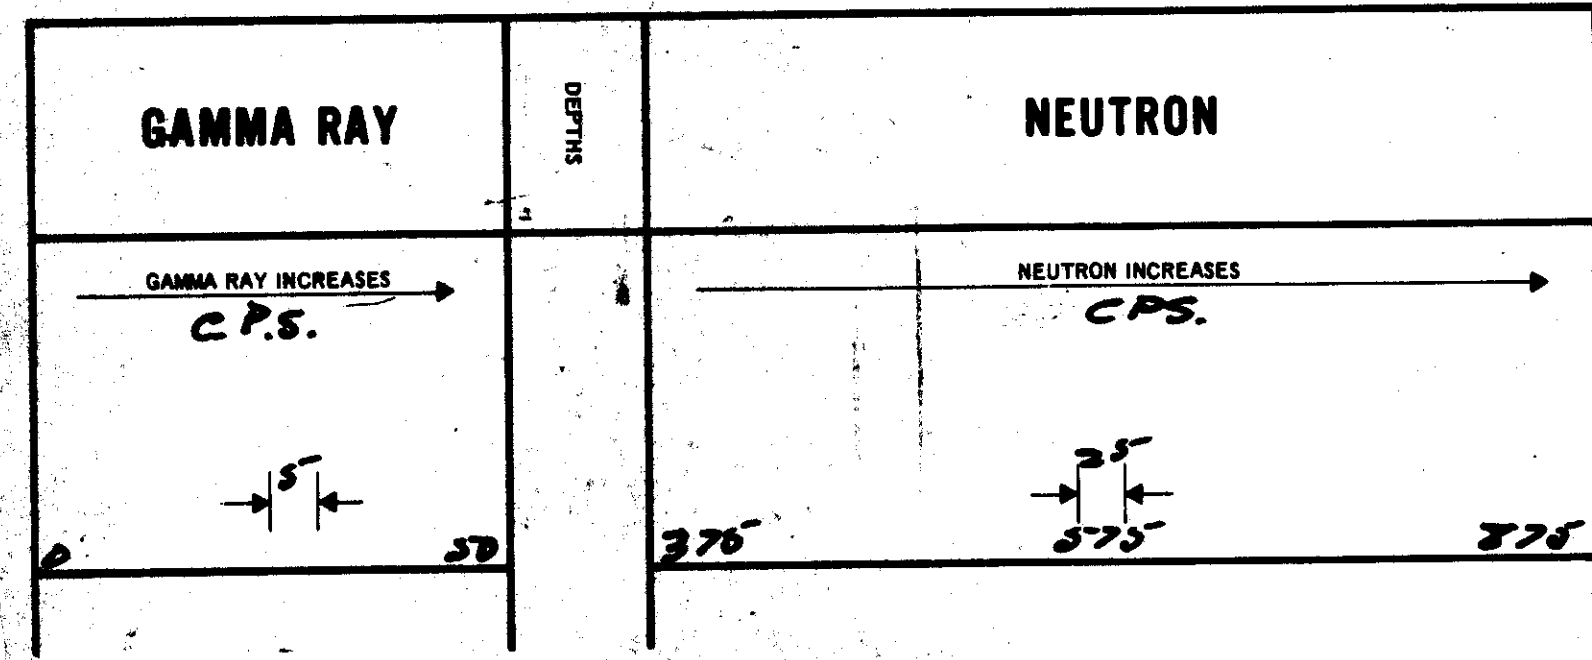 GAMMA RAY
DEPTHS
NEUTRON
GAMMA RAY INCREASES
C.P.S.
NEUTRON INCREASES
CPS.
5
25
0
50
375
575
875